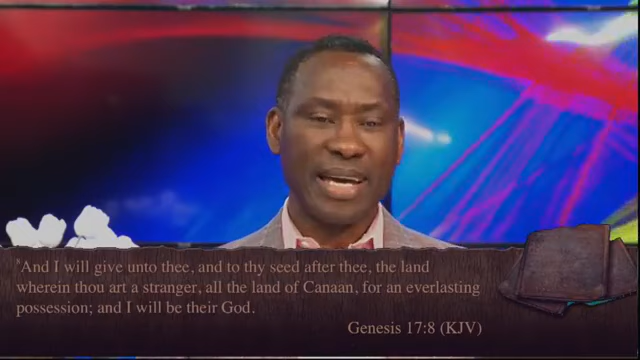 ⁸And I will give unto thee, and to thy seed after thee, the land
wherein thou art a stranger, all the land of Canaan, for an everlasting
possession; and I will be their God.
Genesis 17:8 (KJV)